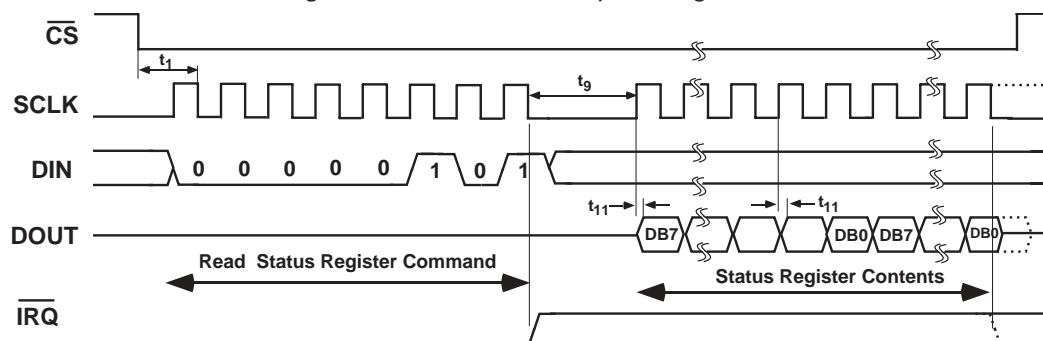 CS
t1
SCLK
t9
DIN
0 0 0 0 0 1 0 1
t11
t11
DOUT
DB7 DB0 DB7 DB0
Read Status Register Command
Status Register Contents
IRQ